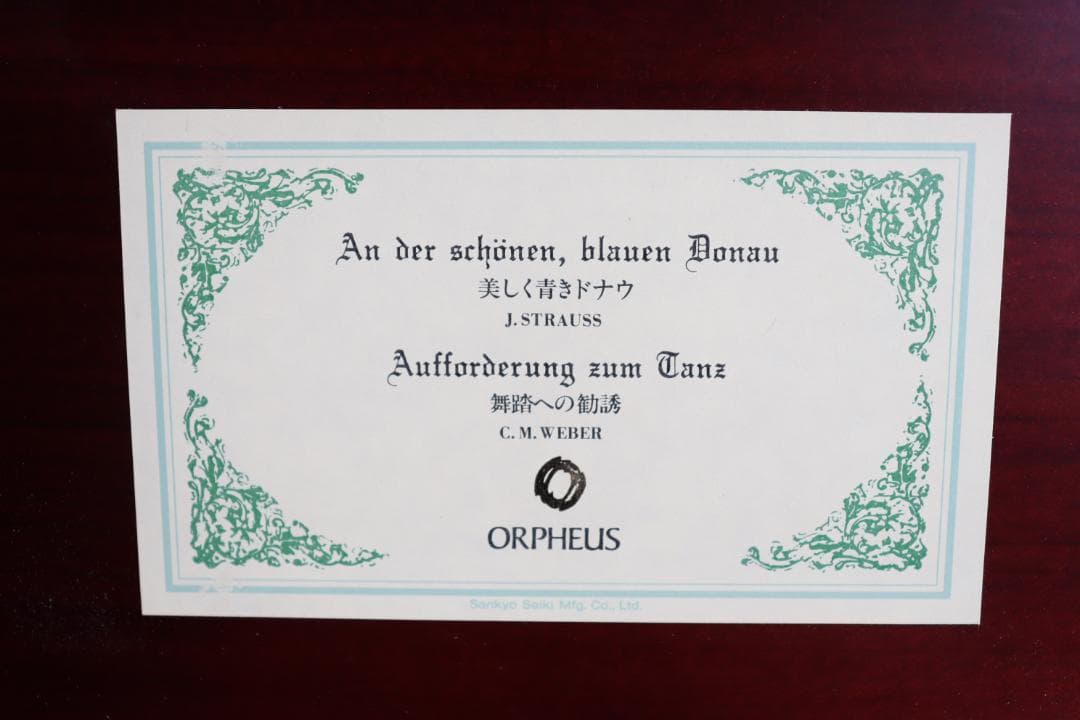 An der schönen, blauen Donau
美しく青きドナウ
J. STRAUSS
Aufforderung zum Tanz
舞踏への勧誘
C. M. WEBER
ORPHEUS
Sankyo Seiki Mfg. Co., Ltd.